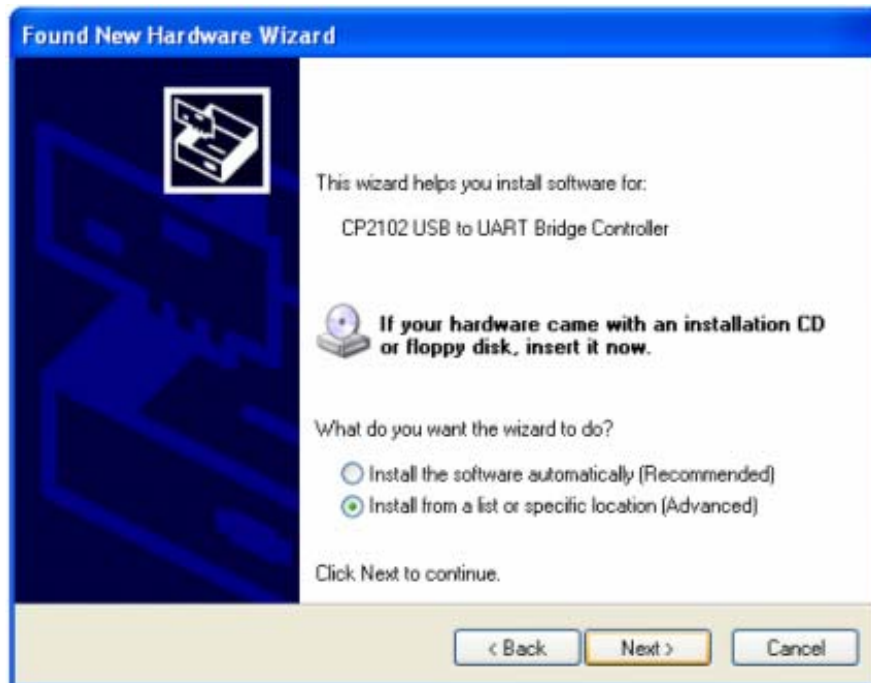 Found New Hardware Wizard
This wizard helps you install software for:
CP2102 USB to UART Bridge Controller
If your hardware came with an installation CD
or floppy disk, insert it now.
What do you want the wizard to do?
Install the software automatically (Recommended)
Install from a list or specific location (Advanced)
Click Next to continue.
< Back Next > Cancel